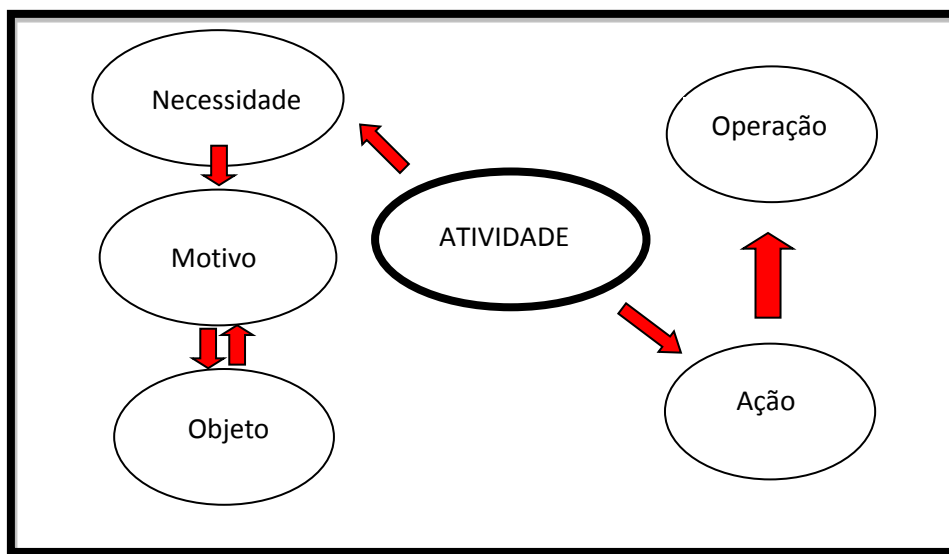 Necessidade
Operação
ATIVIDADE
Motivo
Ação
Objeto